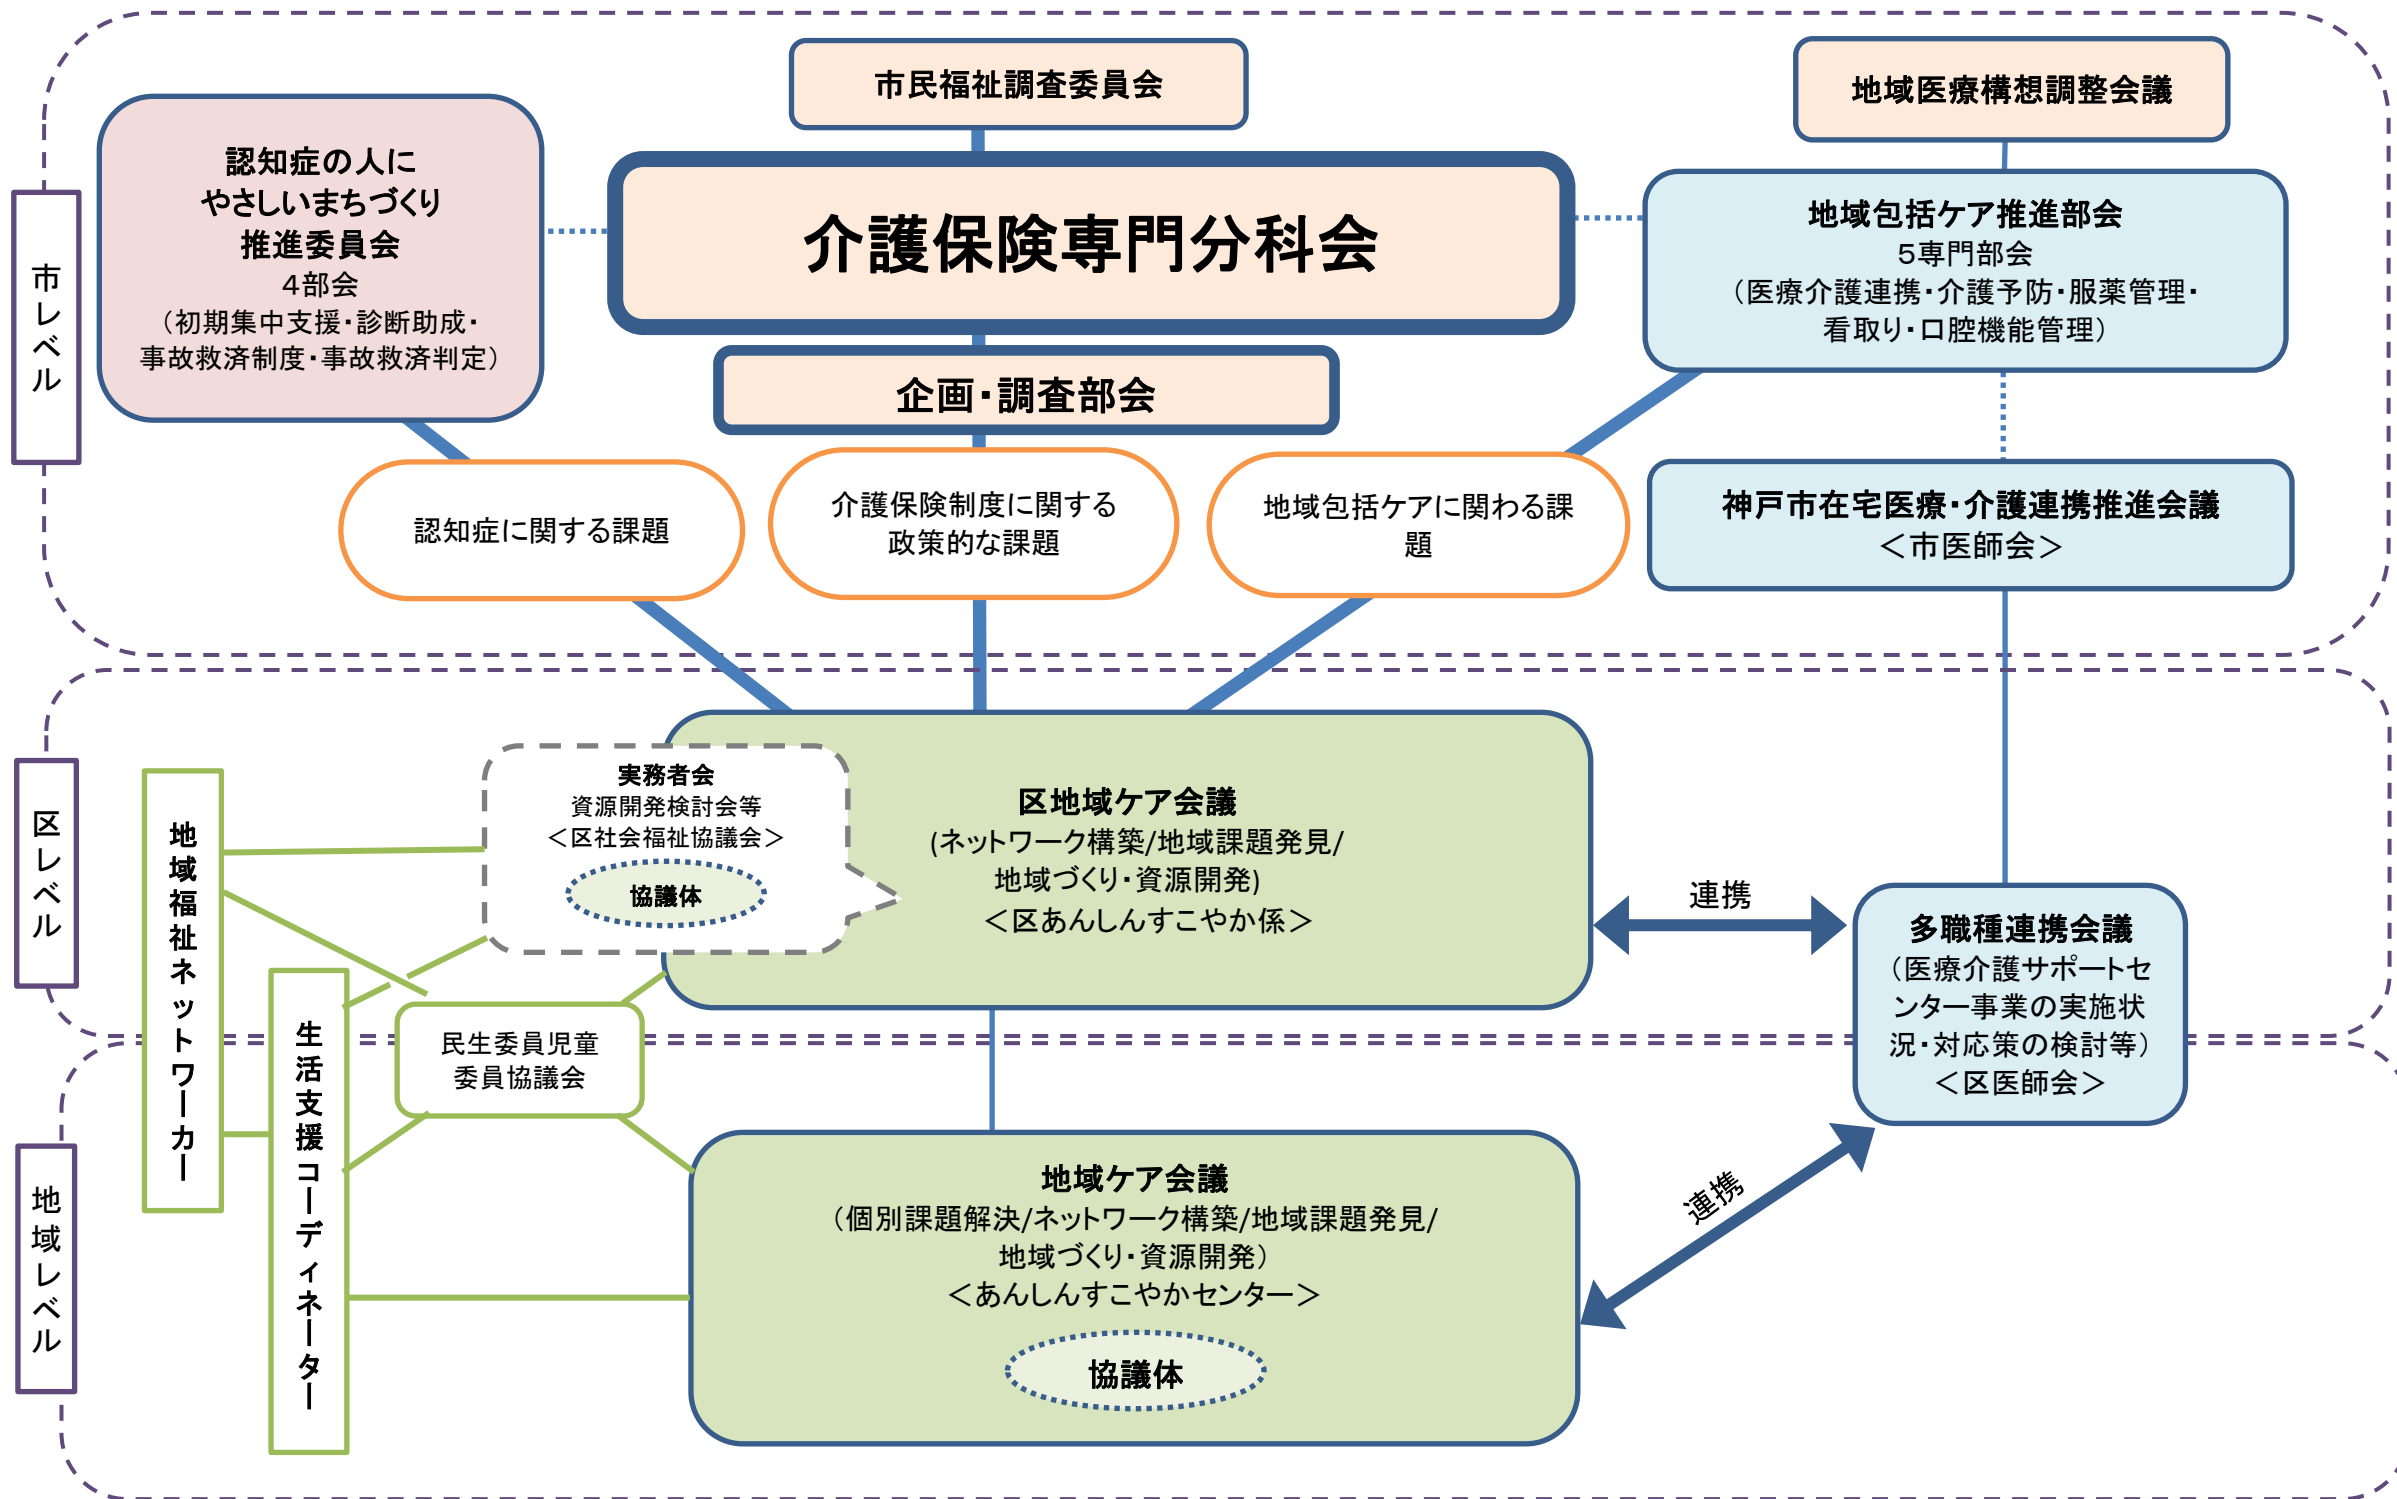 市民福祉調査委員会
地域医療構想調整会議
認知症の人に
やさしいまちづくり
推進委員会
４部会
（初期集中支援・診断助成・
事故救済制度・事故救済判定）
介護保険専門分科会
地域包括ケア推進部会
５専門部会
（医療介護連携・介護予防・服薬管理・
看取り・口腔機能管理）
市レベル
企画・調査部会
認知症に関する課題
介護保険制度に関する
政策的な課題
地域包括ケアに関わる課
題
神戸市在宅医療・介護連携推進会議
＜市医師会＞
区レベル
地域福祉ネットワーカー
実務者会
資源開発検討会等
＜区社会福祉協議会＞
協議体
区地域ケア会議
(ネットワーク構築/地域課題発見/
地域づくり・資源開発)
＜区あんしんすこやか係＞
連携
多職種連携会議
（医療介護サポートセ
ンター事業の実施状
況・対応策の検討等）
＜区医師会＞
生活支援コーディネーター
民生委員児童
委員協議会
地域レベル
地域ケア会議
（個別課題解決/ネットワーク構築/地域課題発見/
地域づくり・資源開発）
＜あんしんすこやかセンター＞
協議体
連携